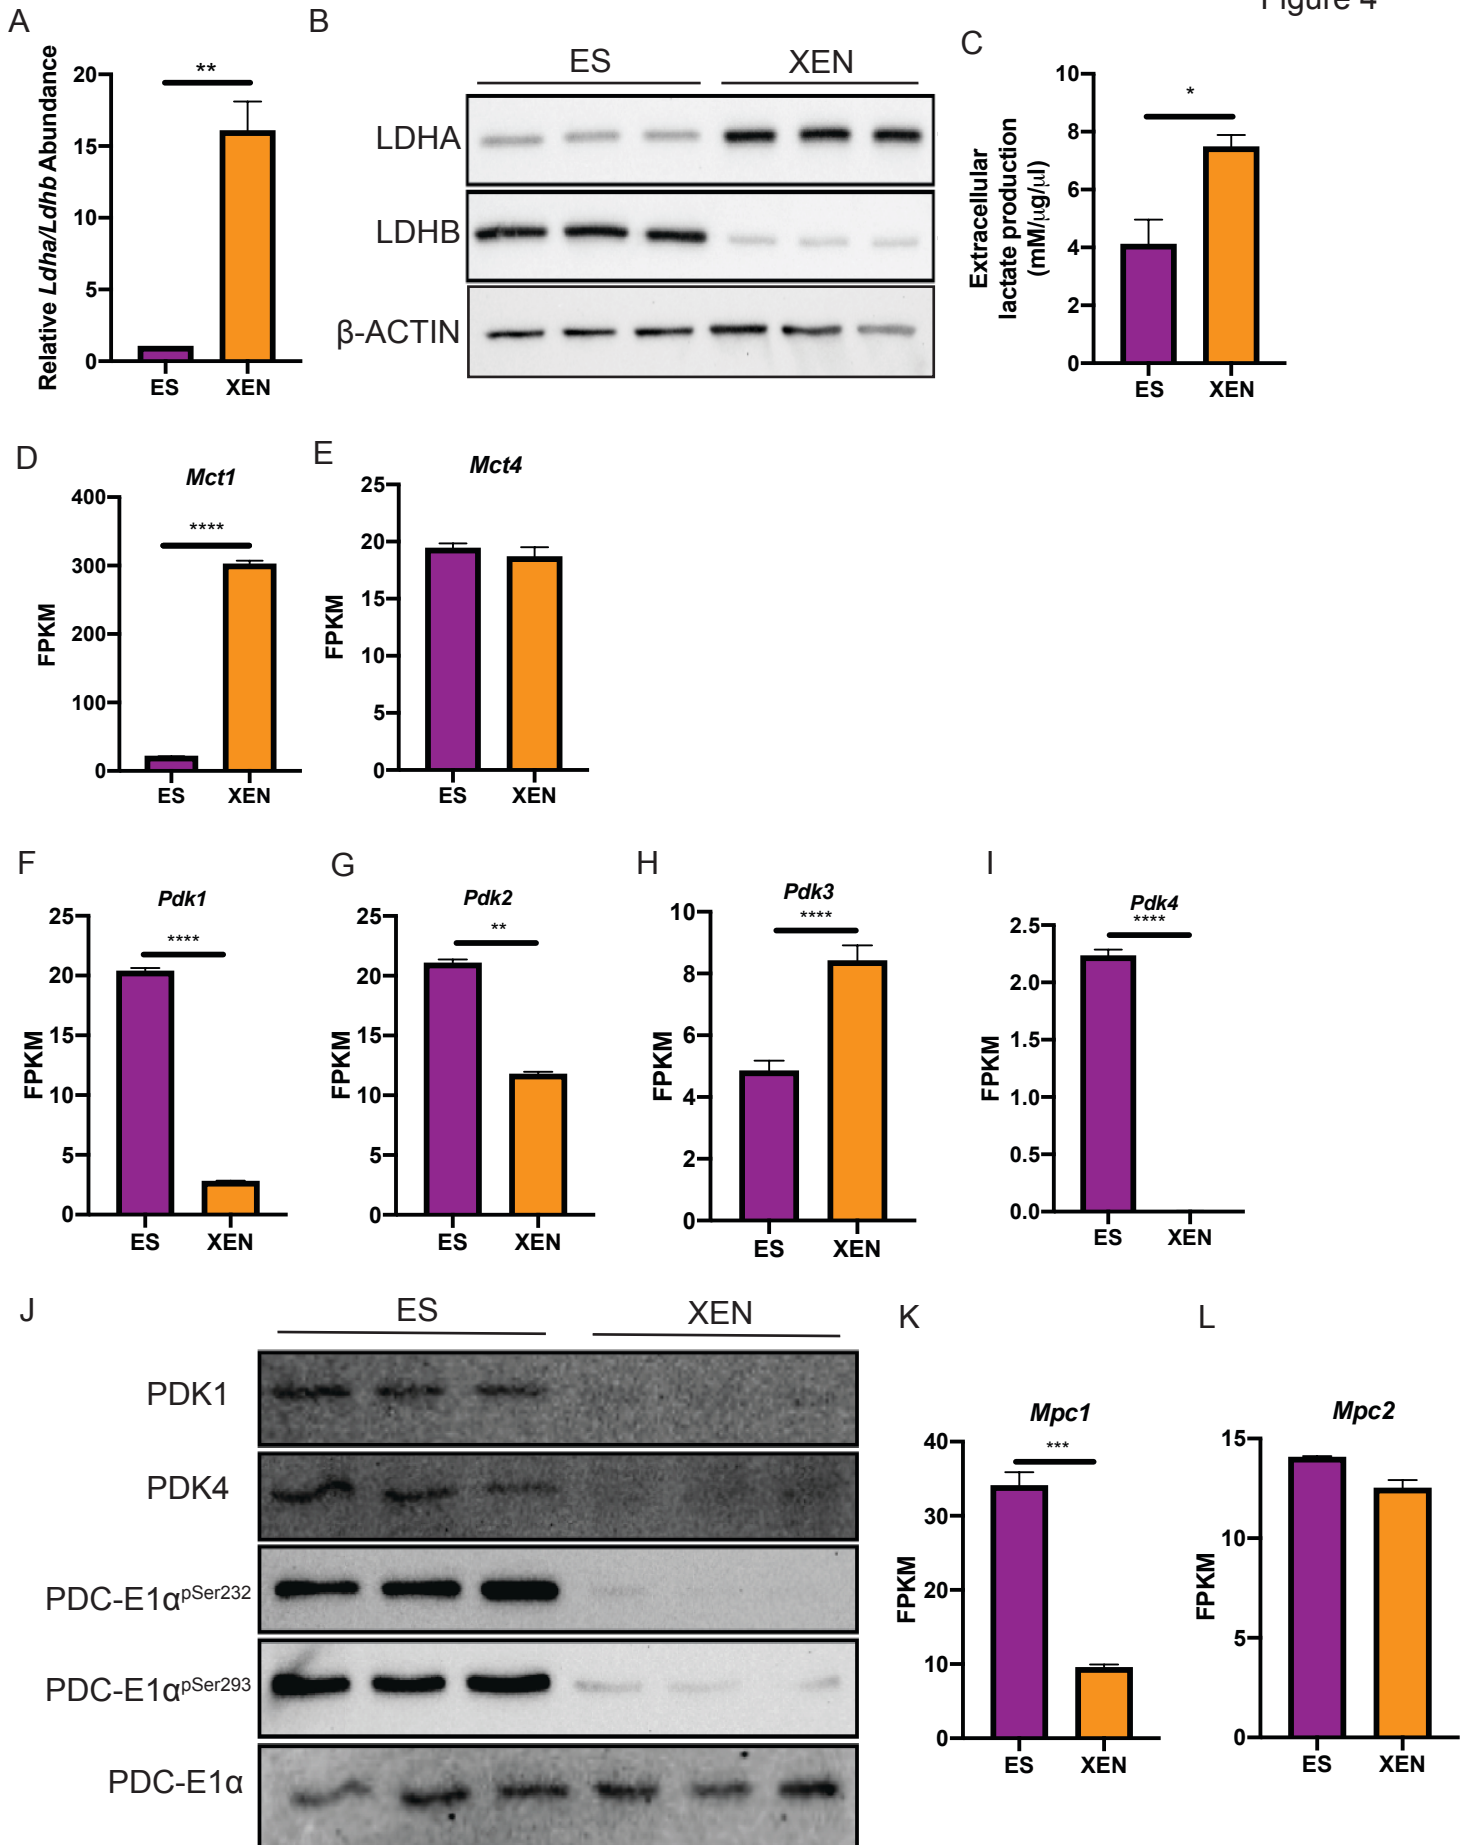 Figure 4
A
Relative Ldha/Ldhb Abundance
20
15
10
5
0
**
ES
XEN
B
ES
XEN
LDHA
LDHB
β-ACTIN
C
Extracellular
lactate production
(mM/µg/µl)
10
8
6
4
2
0
*
ES
XEN
D
Mct1
FPKM
400
300
200
100
0
****
ES
XEN
E
Mct4
FPKM
25
20
15
10
5
0
ES
XEN
F
Pdk1
FPKM
25
20
15
10
5
0
****
ES
XEN
G
Pdk2
FPKM
25
20
15
10
5
0
**
ES
XEN
H
Pdk3
FPKM
10
8
6
4
2
0
****
ES
XEN
I
Pdk4
FPKM
2.5
2.0
1.5
1.0
0.5
0.0
****
ES
XEN
J
ES
XEN
PDK1
PDK4
PDC-E1αpSer232
PDC-E1αpSer293
PDC-E1α
K
Mpc1
FPKM
40
30
20
10
0
***
ES
XEN
L
Mpc2
FPKM
15
10
5
0
ES
XEN